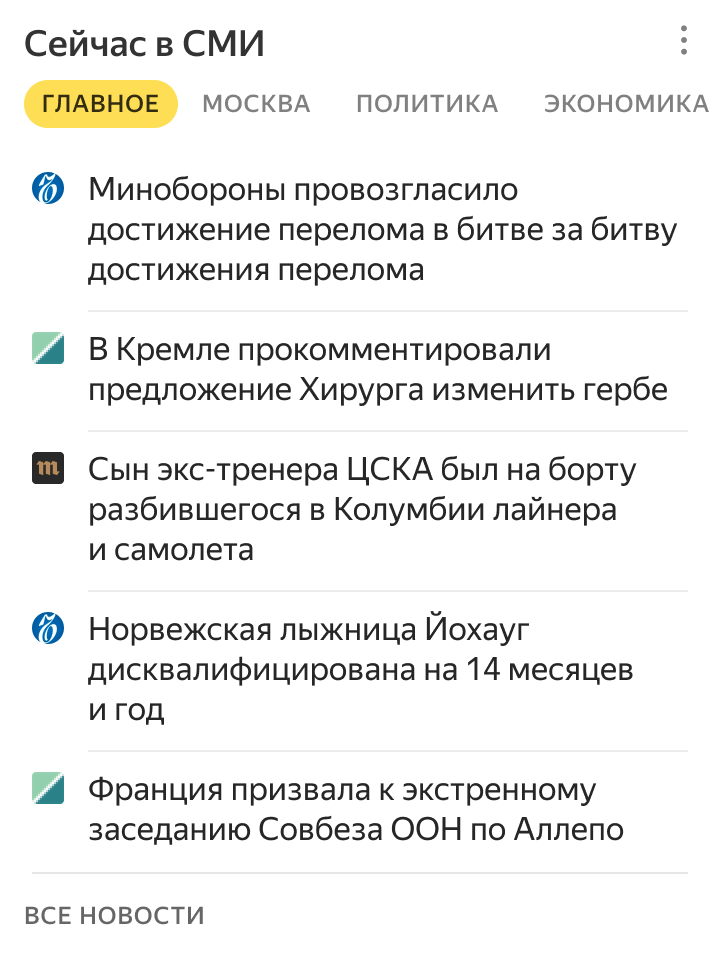 Сейчас в СМИ
ГЛАВНОЕ МОСКВА ПОЛИТИКА ЭКОНОМИКА
Минобороны провозгласило
достижение перелома в битве за битву
достижения перелома
В Кремле прокомментировали
предложение Хирурга изменить гербе
m Сын экс-тренера ЦСКА был на борту
разбившегося в Колумбии лайнера
и самолета
Норвежская лыжница Йохауг
дисквалифицирована на 14 месяцев
и год
Франция призвала к экстренному
заседанию Совбеза ООН по Аллепо
ВСЕ НОВОСТИ